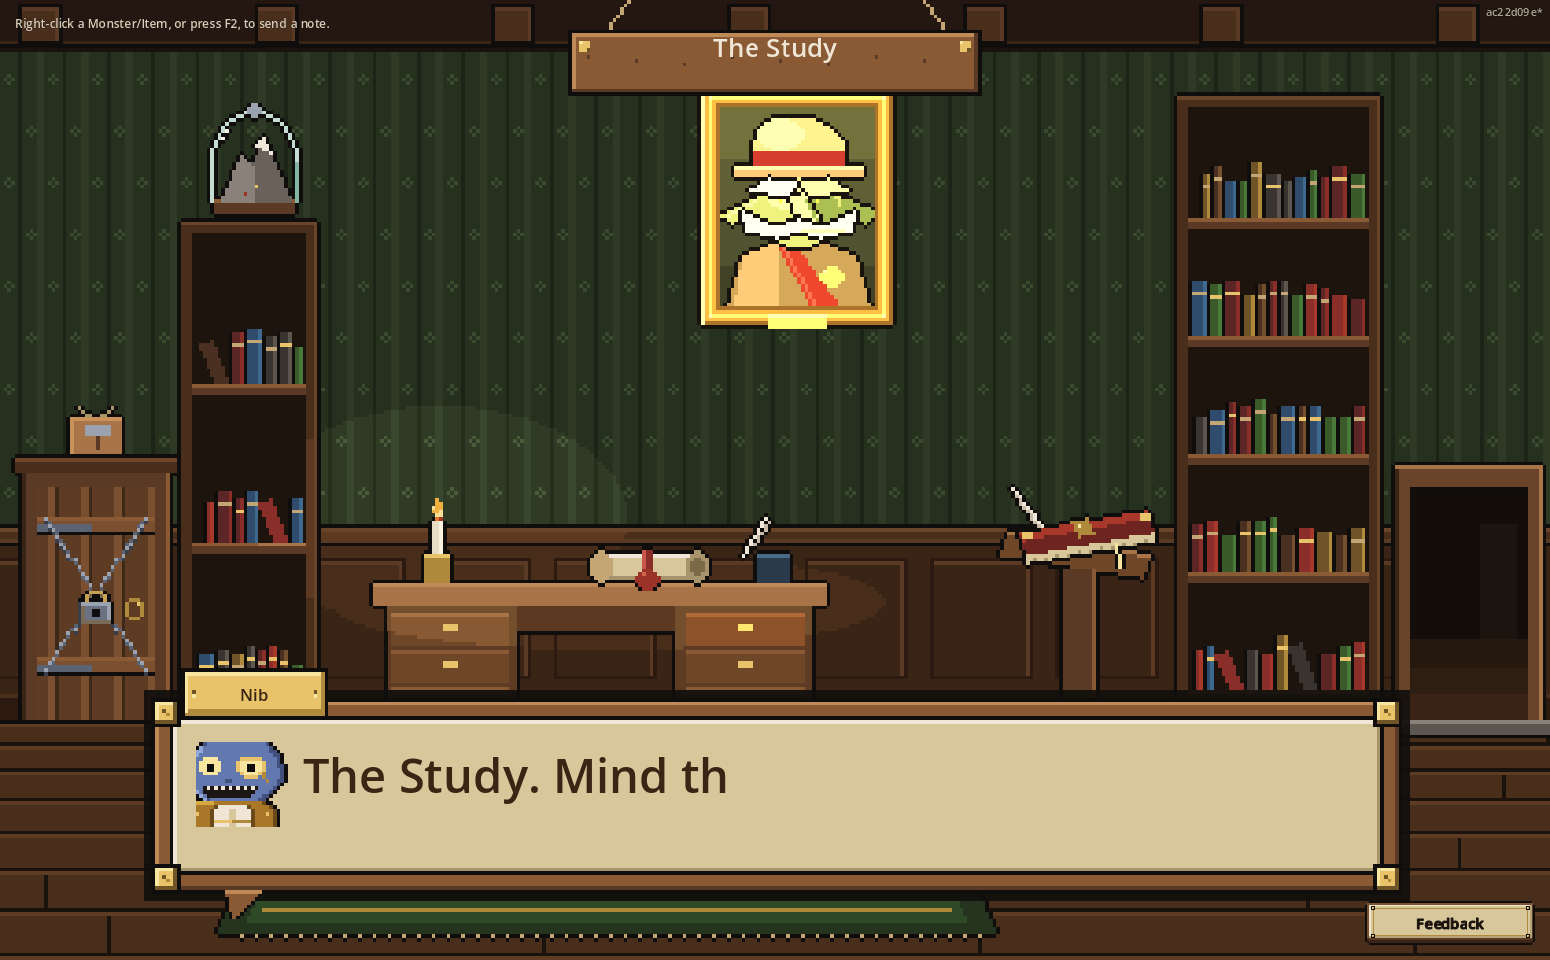 Right-click a Monster/Item, or press F2, to send a note.
ac22d09e*
The Study
Nib
The Study. Mind th
Feedback